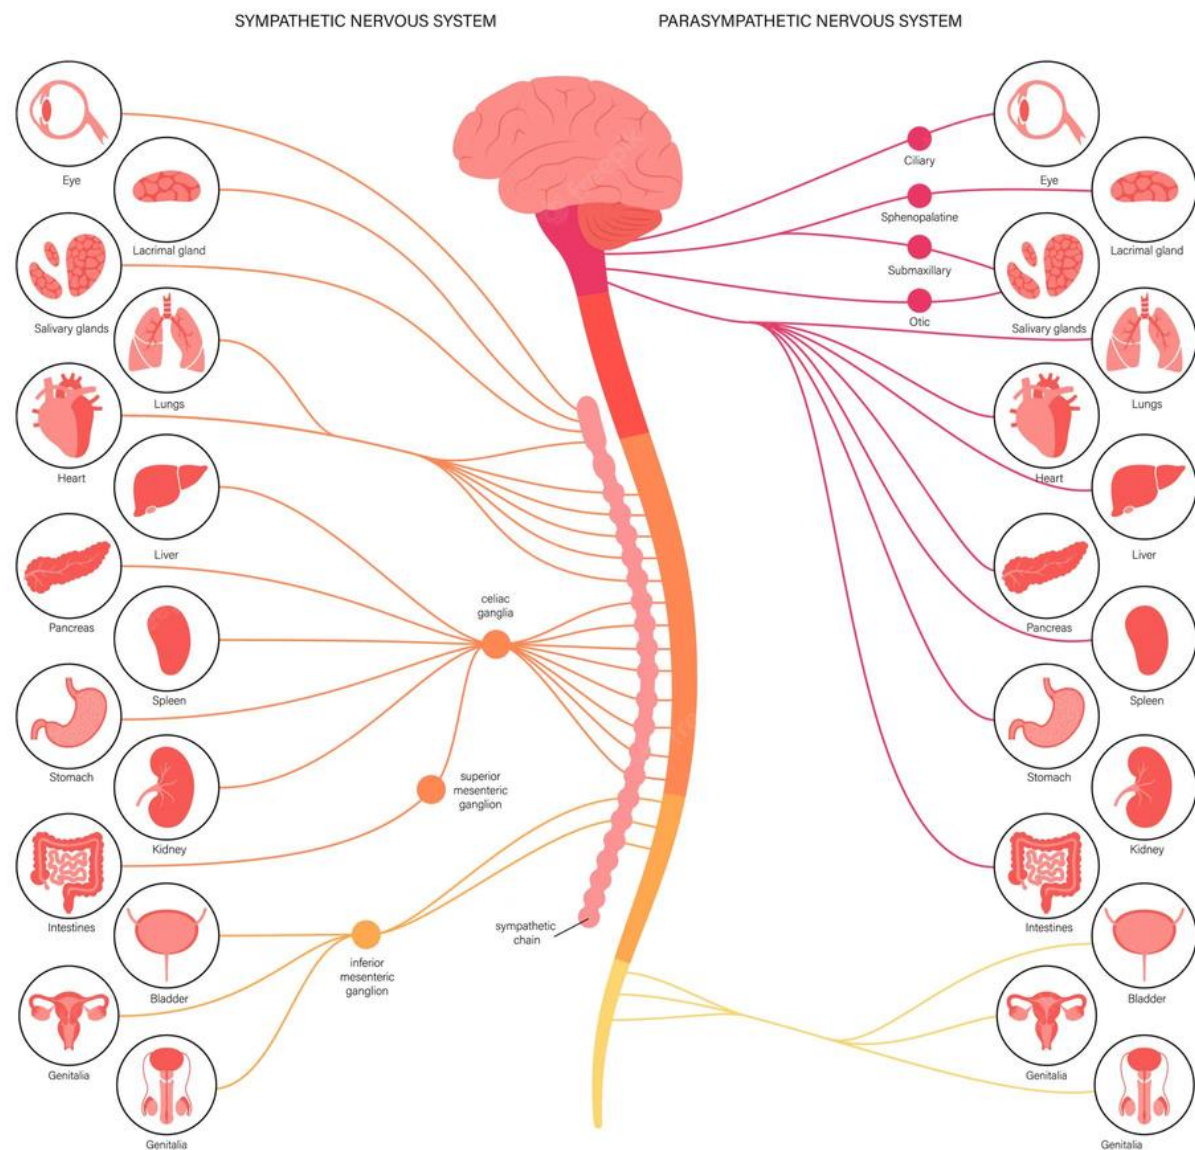 SYMPATHETIC NERVOUS SYSTEM
PARASYMPATHETIC NERVOUS SYSTEM
Eye
Lacrimal gland
Salivary glands
Lungs
Heart
Liver
Pancreas
Spleen
Stomach
Kidney
Intestines
Bladder
Genitalia
Genitalia
celiac
ganglia
superior
mesenteric
ganglion
inferior
mesenteric
ganglion
sympathetic
chain
Ciliary
Sphenopalatine
Submaxillary
Otic
Eye
Lacrimal gland
Salivary glands
Lungs
Heart
Liver
Pancreas
Spleen
Stomach
Kidney
Intestines
Bladder
Genitalia
Genitalia